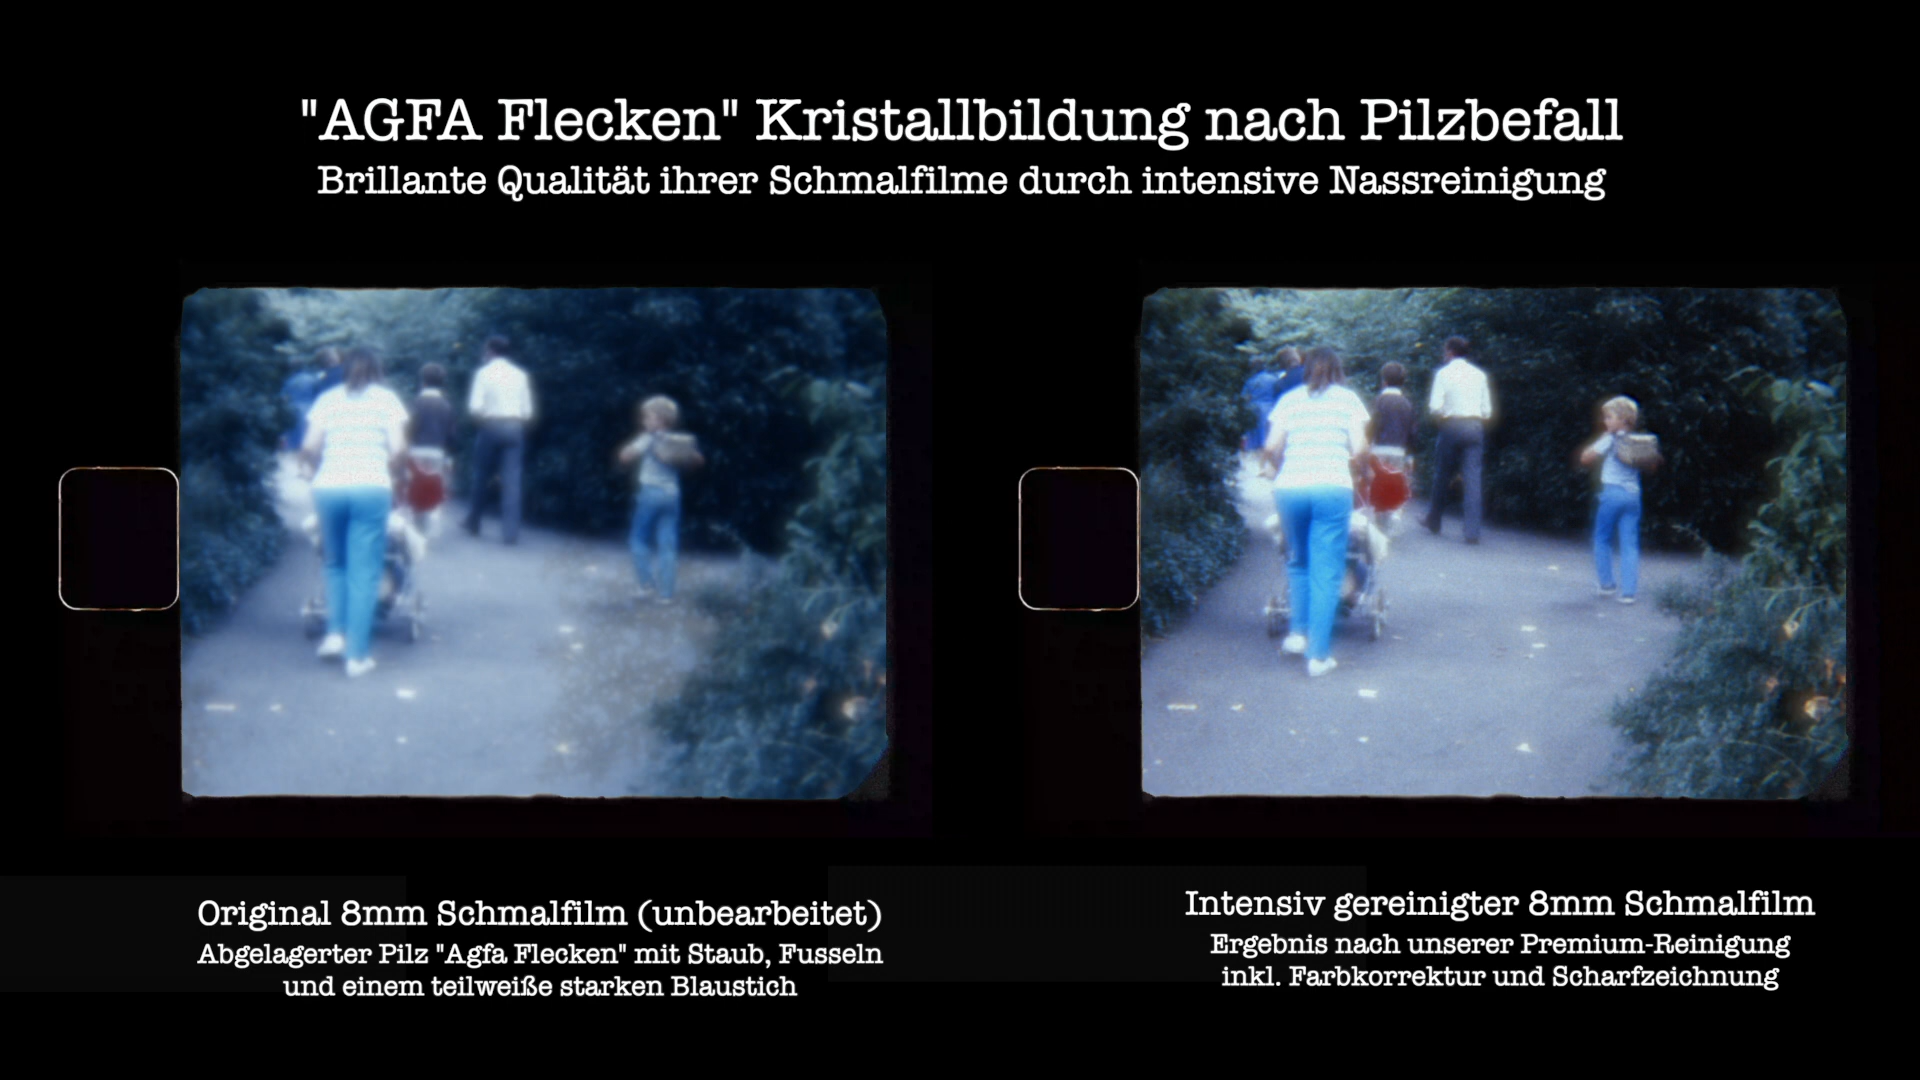 "AGFA Flecken" Kristallbildung nach Pilzbefall
Brillante Qualität ihrer Schmalfilme durch intensive Nassreinigung
Original 8mm Schmalfilm (unbearbeitet)
Abgelagerter Pilz "Agfa Flecken" mit Staub, Fusseln
und einem teilweiße starken Blaustich
Intensiv gereinigter 8mm Schmalfilm
Ergebnis nach unserer Premium-Reinigung
inkl. Farbkorrektur und Scharfzeichnung